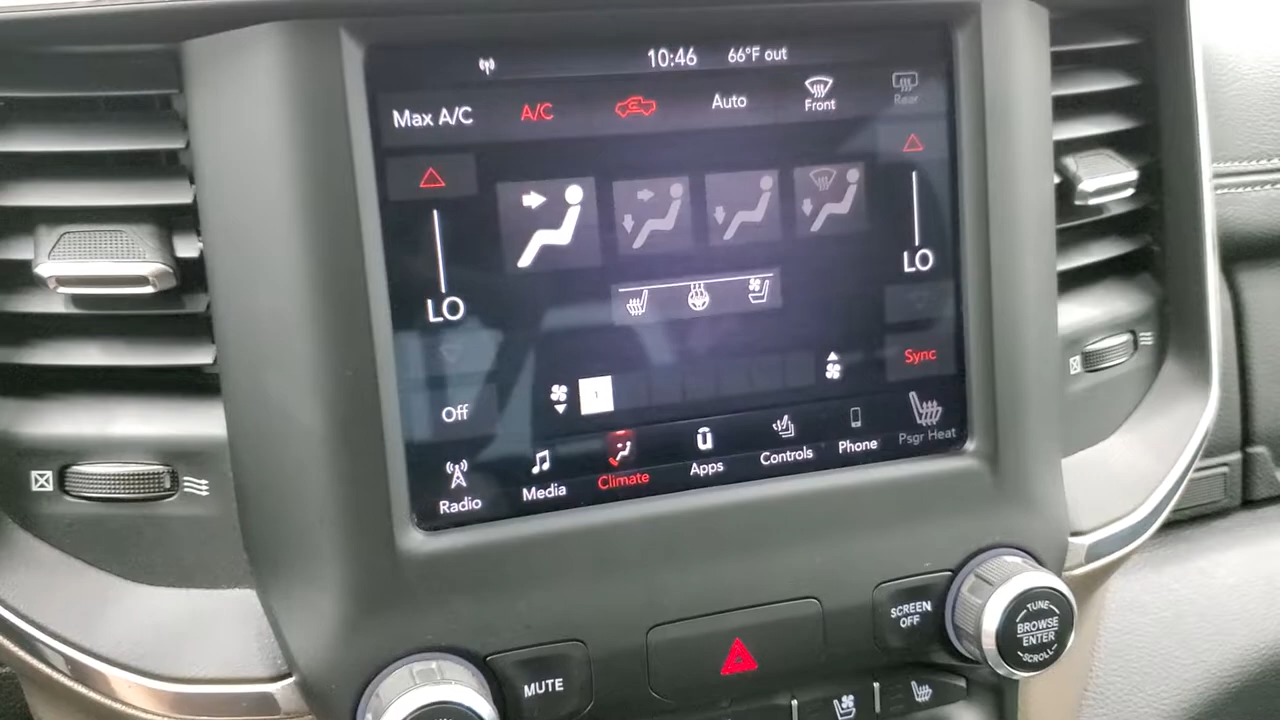 10:46 66°F out
Max A/C A/C Auto Front Rear
LO LO
Sync
1
Off
Radio Media Climate Apps Controls Phone Psgr Heat
SCREEN
OFF
TUNE
BROWSE
ENTER
SCROLL
MUTE